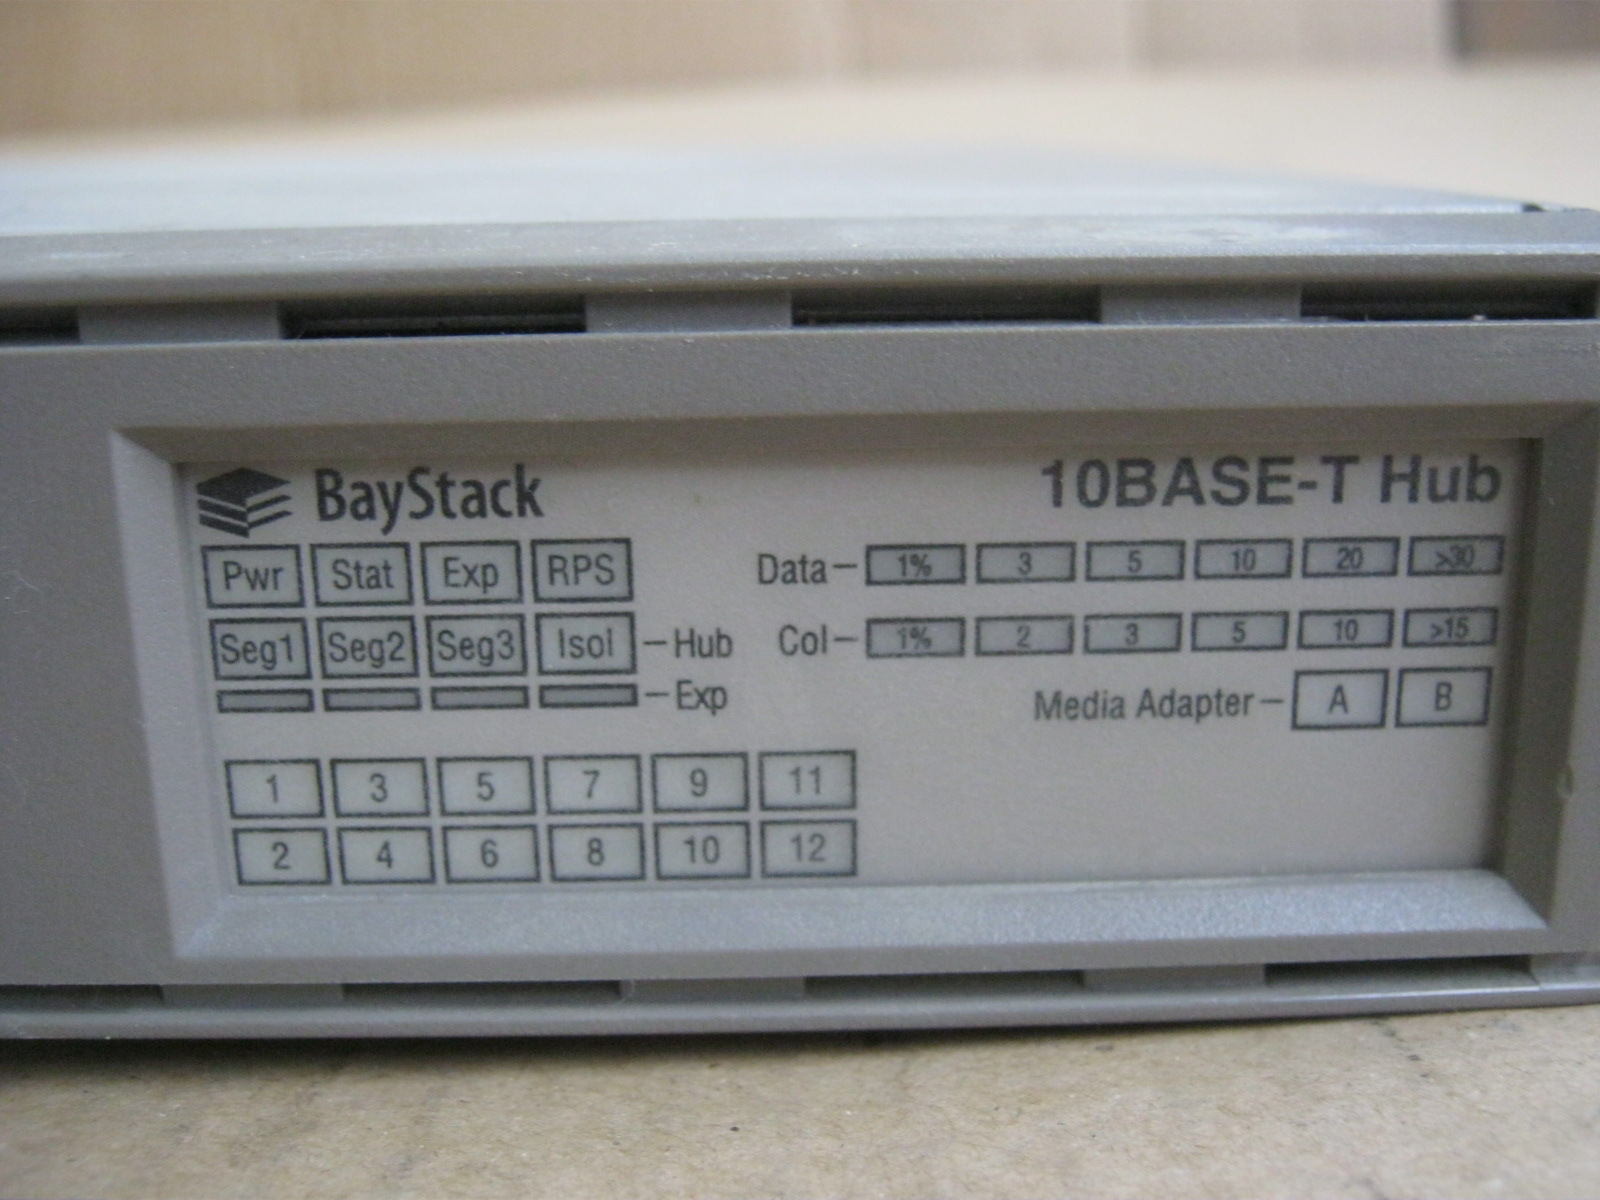 BayStack
10BASE-T Hub
Pwr Stat Exp RPS
Data 1% 3 5 10 20 >30
Seg1 Seg2 Seg3 Isol Hub
Col 1% 2 3 5 10 >15
Exp
Media Adapter A B
1 3 5 7 9 11
2 4 6 8 10 12